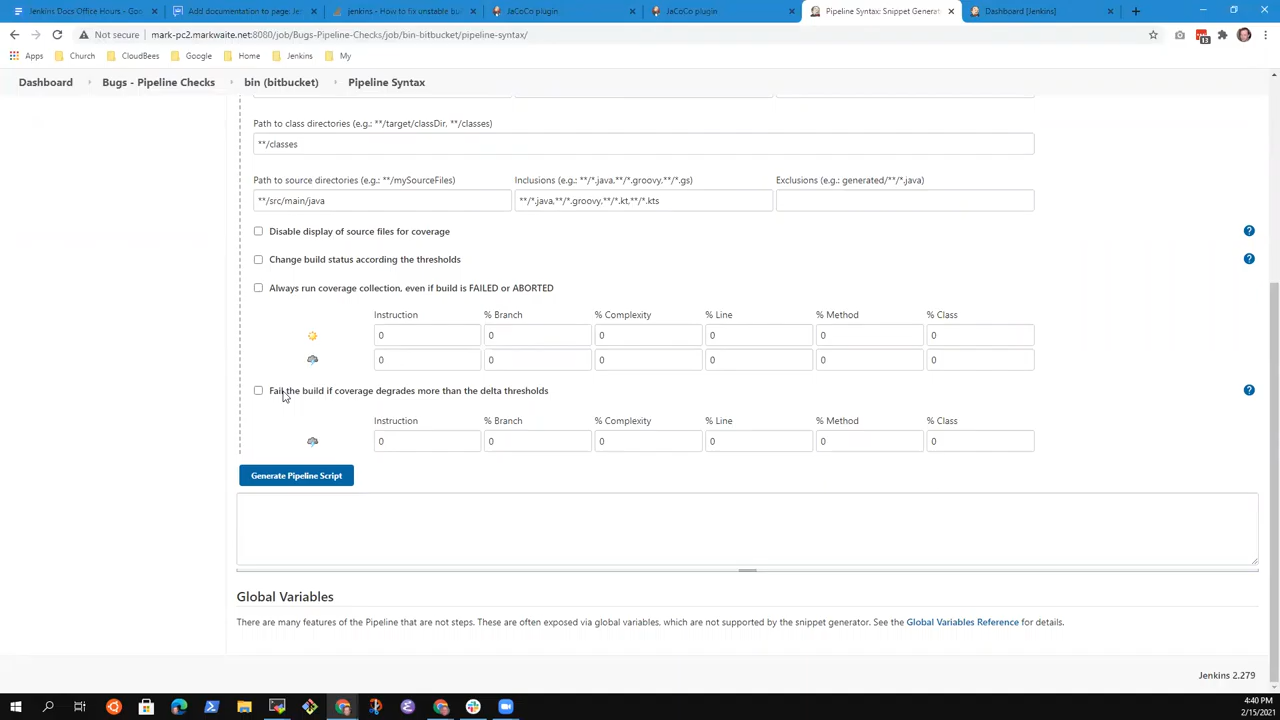 Jenkins Docs Office Hours - Goo
Add documentation to page: Je
jenkins - How to fix unstable bu
JaCoCo plugin
JaCoCo plugin
Pipeline Syntax: Snippet Generat
Dashboard [Jenkins]
Not secure mark-pc2.markwaite.net:8080/job/Bugs-Pipeline-Checks/job/bin-bitbucket/pipeline-syntax/
13
Apps Church CloudBees Google Home Jenkins My
Dashboard Bugs - Pipeline Checks bin (bitbucket) Pipeline Syntax
Path to class directories (e.g.: **/target/classDir, **/classes)
**/classes
Path to source directories (e.g.: **/mySourceFiles) Inclusions (e.g.: **/*.java,**/*.groovy,**/*.gs) Exclusions (e.g.: generated/**/*.java)
**/src/main/java **/*.java,**/*.groovy,**/*.kt,**/*.kts
Disable display of source files for coverage ?
Change build status according the thresholds ?
Always run coverage collection, even if build is FAILED or ABORTED
Instruction % Branch % Complexity % Line % Method % Class
0 0 0 0 0 0
0 0 0 0 0 0
Fail the build if coverage degrades more than the delta thresholds ?
Instruction % Branch % Complexity % Line % Method % Class
0 0 0 0 0 0
Generate Pipeline Script
Global Variables
There are many features of the Pipeline that are not steps. These are often exposed via global variables, which are not supported by the snippet generator. See the Global Variables Reference for details.
Jenkins 2.279
4:40 PM
2/15/2021